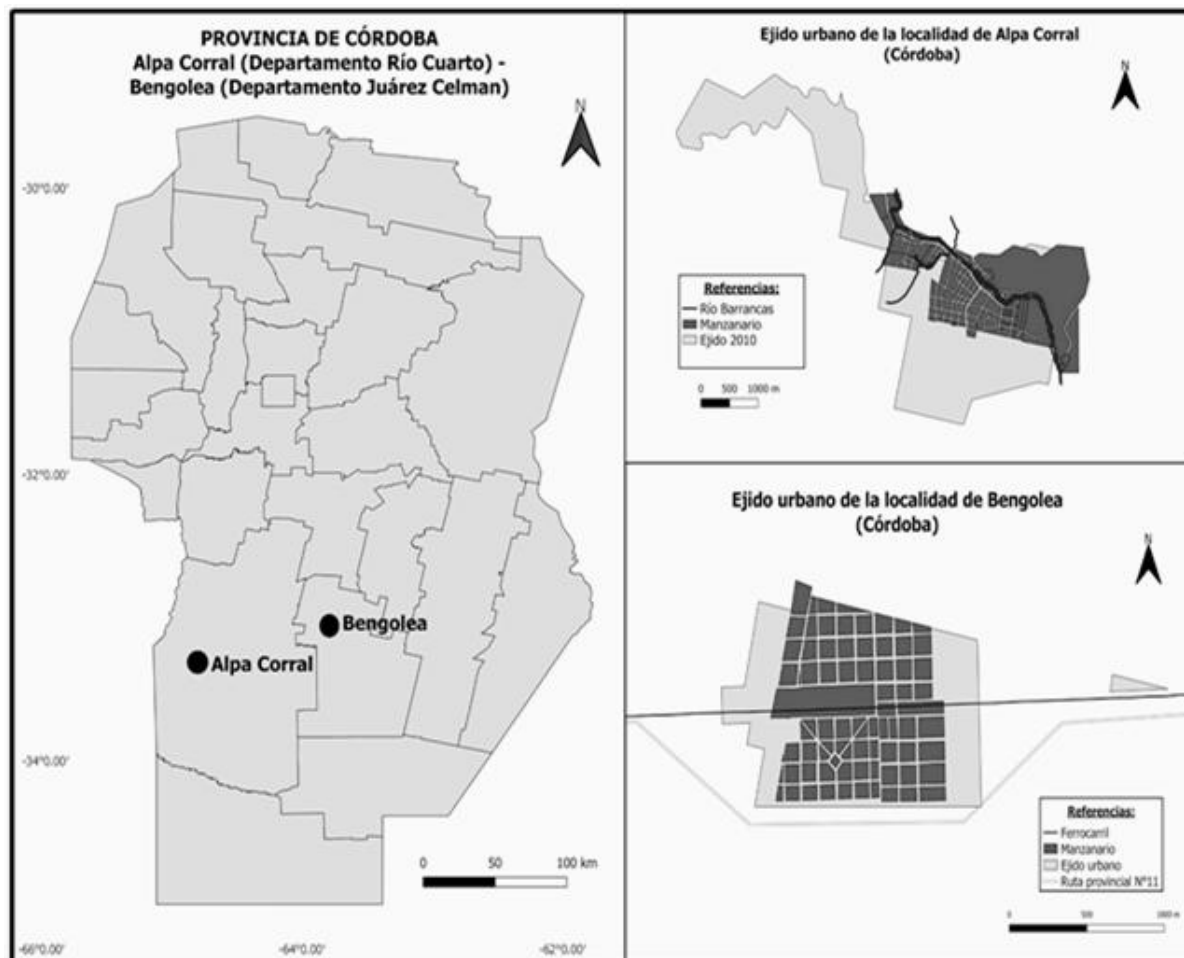 PROVINCIA DE CÓRDOBA
Alpa Corral (Departamento Río Cuarto) -
Bengolea (Departamento Juárez Celman)
N
-30°0.00'
-32°0.00'
-34°0.00'
Bengolea
Alpa Corral
0 50 100 km
-66°0.00' -64°0.00' -62°0.00'
Ejido urbano de la localidad de Alpa Corral
(Córdoba)
N
Referencias:
Río Barrancas
Manzanario
Ejido 2010
0 500 1000 m
Ejido urbano de la localidad de Bengolea
(Córdoba)
N
Referencias:
Ferrocarril
Manzanario
Ejido urbano
Ruta provincial N°11
0 500 1000 m